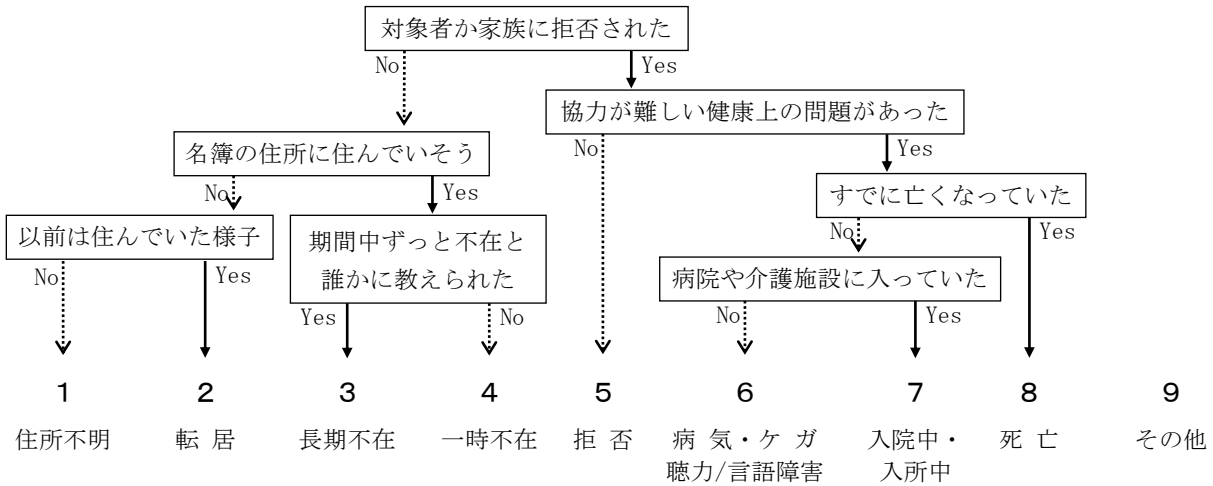 対象者か家族に拒否された
No
Yes
協力が難しい健康上の問題があった
名簿の住所に住んでいそう
No
Yes
No
Yes
すでに亡くなっていた
以前は住んでいた様子
期間中ずっと不在と
誰かに教えられた
No
Yes
病院や介護施設に入っていた
No
Yes
Yes
No
No
Yes
1 2 3 4 5 6 7 8 9
住所不明 転 居 長期不在 一時不在 拒 否 病 気・ケ ガ 入院中・ 死 亡 その他
聴力/言語障害 入所中